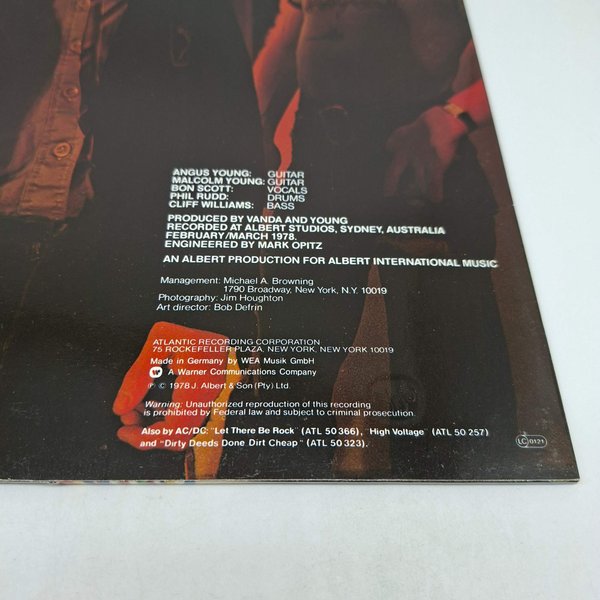 ANGUS YOUNG: GUITAR
MALCOLM YOUNG: GUITAR
BON SCOTT: VOCALS
PHIL RUDD: DRUMS
CLIFF WILLIAMS: BASS
PRODUCED BY VANDA AND YOUNG
RECORDED AT ALBERT STUDIOS, SYDNEY, AUSTRALIA
FEBRUARY/MARCH 1978.
ENGINEERED BY MARK OPITZ
AN ALBERT PRODUCTION FOR ALBERT INTERNATIONAL MUSIC
Management: Michael A. Browning
1790 Broadway, New York, N.Y. 10019
Photography: Jim Houghton
Art director: Bob Defrin
ATLANTIC RECORDING CORPORATION
75 ROCKEFELLER PLAZA, NEW YORK, NEW YORK 10019
Made in Germany by WEA Musik GmbH
A Warner Communications Company
℗ © 1978 J. Albert & Son (Pty) Ltd.
Warning: Unauthorized reproduction of this recording
is prohibited by Federal law and subject to criminal prosecution.
Also by AC/DC: "Let There Be Rock" (ATL 50 366), "High Voltage" (ATL 50 257)
and "Dirty Deeds Done Dirt Cheap" (ATL 50 323).
LC 0121